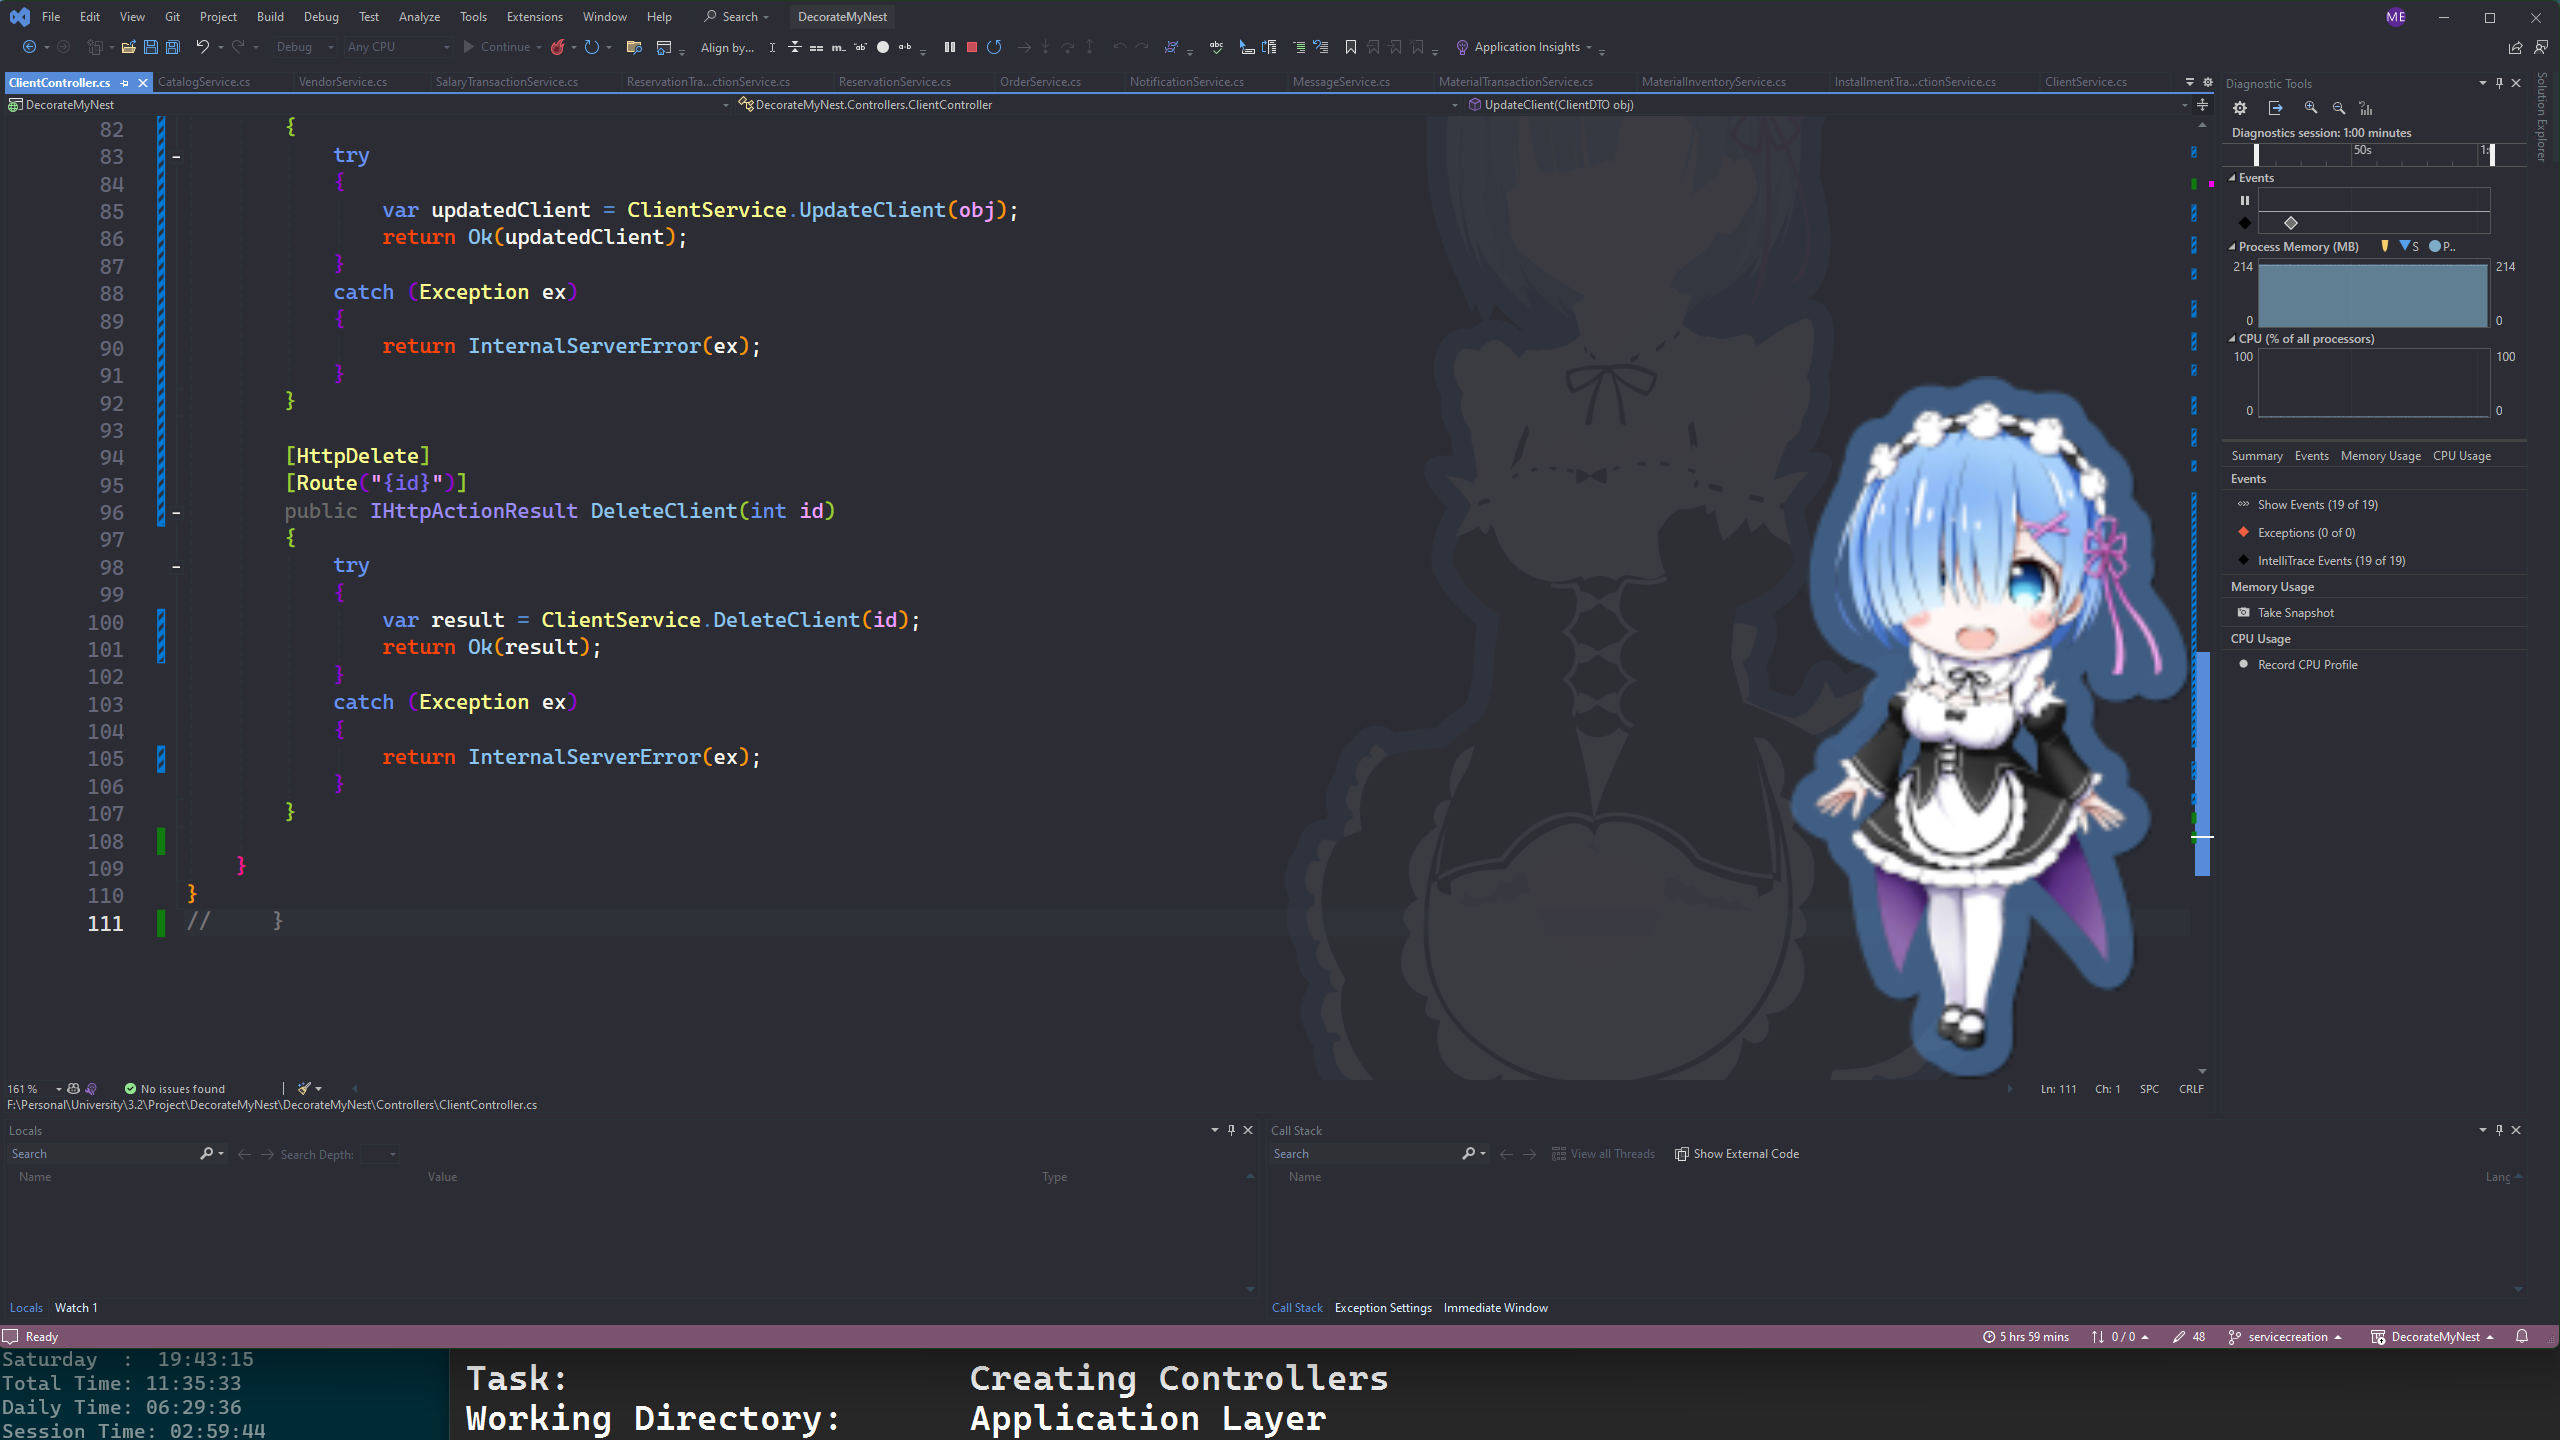 File Edit View Git Project Build Debug Test Analyze Tools Extensions Window Help Search DecorateMyNest ME
Debug Any CPU Continue Align by... Application Insights
ClientController.cs CatalogService.cs VendorService.cs SalaryTransactionService.cs ReservationTra...ctionService.cs ReservationService.cs OrderService.cs NotificationService.cs MessageService.cs MaterialTransactionService.cs MaterialInventoryService.cs InstallmentTra...ctionService.cs ClientService.cs
DecorateMyNest DecorateMyNest.Controllers.ClientController UpdateClient(ClientDTO obj)
82 {
83 try
84 {
85 var updatedClient = ClientService.UpdateClient(obj);
86 return Ok(updatedClient);
87 }
88 catch (Exception ex)
89 {
90 return InternalServerError(ex);
91 }
92 }
93
94 [HttpDelete]
95 [Route("{id}")]
96 public IHttpActionResult DeleteClient(int id)
97 {
98 try
99 {
100 var result = ClientService.DeleteClient(id);
101 return Ok(result);
102 }
103 catch (Exception ex)
104 {
105 return InternalServerError(ex);
106 }
107 }
108
109 }
110 }
111 // }
161 % No issues found Ln: 111 Ch: 1 SPC CRLF
F:\Personal\University\3.2\Project\DecorateMyNest\DecorateMyNest\Controllers\ClientController.cs
Diagnostic Tools
Diagnostics session: 1:00 minutes
50s 1:
Events
Process Memory (MB) S P..
214 214
0 0
CPU (% of all processors)
100 100
0 0
Summary Events Memory Usage CPU Usage
Events
Show Events (19 of 19)
Exceptions (0 of 0)
IntelliTrace Events (19 of 19)
Memory Usage
Take Snapshot
CPU Usage
Record CPU Profile
Solution Explorer
Locals
Search Search Depth:
Name Value Type
Locals Watch 1
Call Stack
Search View all Threads Show External Code
Name Lang
Call Stack Exception Settings Immediate Window
Ready 5 hrs 59 mins 0 / 0 48 servicecreation DecorateMyNest
Saturday : 19:43:15
Total Time: 11:35:33
Daily Time: 06:29:36
Session Time: 02:59:44
Task: Creating Controllers
Working Directory: Application Layer